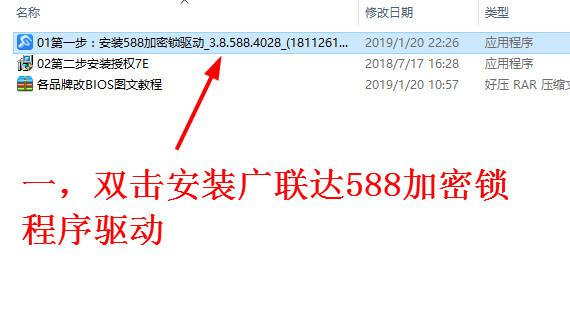 名称 修改日期 类型
01第一步：安装588加密锁驱动_3.8.588.4028_(1811261... 2019/1/20 22:26 应用程序
02第二步安装授权7E 2018/7/17 16:28 应用程序
各品牌改BIOS图文教程 2019/1/20 10:57 好压 RAR 压缩
一，双击安装广联达588加密锁
程序驱动